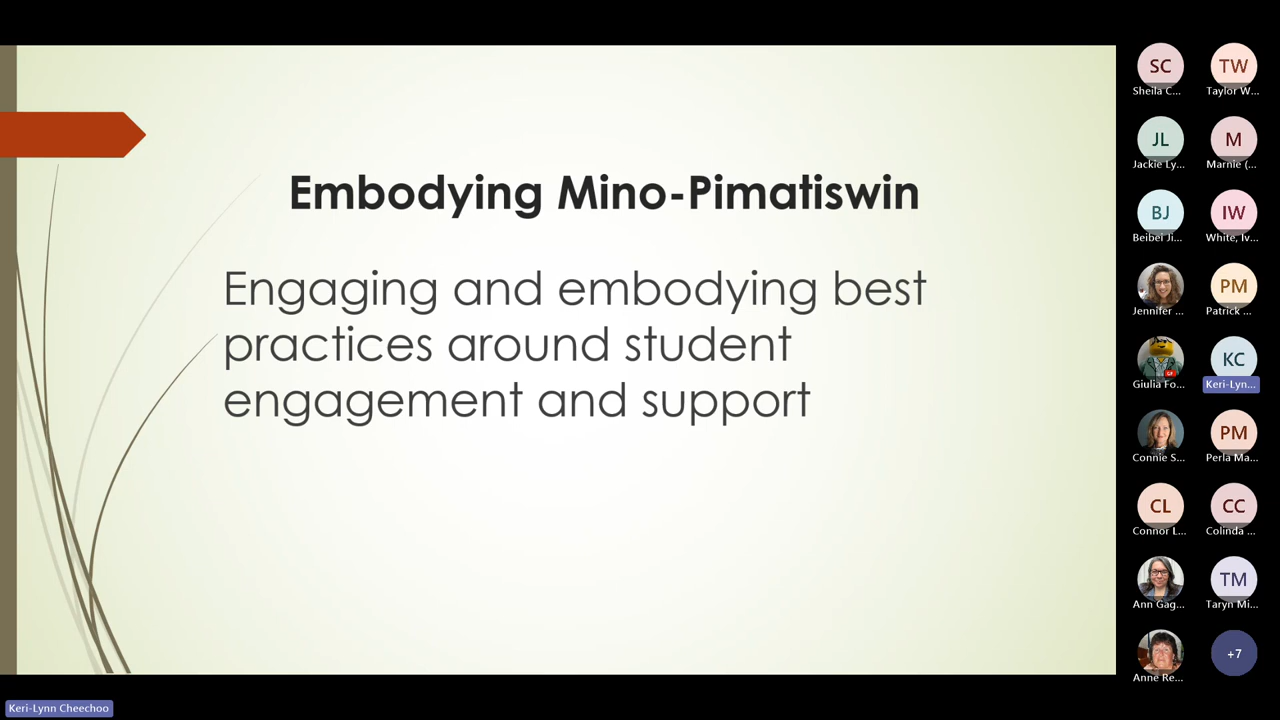 Embodying Mino-Pimatiswin
Engaging and embodying best
practices around student
engagement and support
SC
Sheila C...
TW
Taylor W...
JL
Jackie Ly...
M
Marnie (...
BJ
Beibei Ji...
IW
White, Iv...
Jennifer ...
PM
Patrick ...
Giulia Fo...
KC
Keri-Lyn...
Connie S...
PM
Perla Ma...
CL
Connor L...
CC
Colinda ...
Ann Gag...
TM
Taryn Mi...
Anne Re...
+7
Keri-Lynn Cheechoo